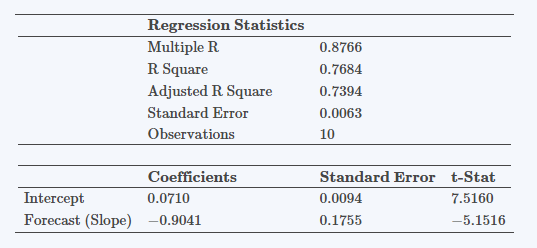 Regression Statistics
Multiple R 0.8766
R Square 0.7684
Adjusted R Square 0.7394
Standard Error 0.0063
Observations 10
Coefficients Standard Error t-Stat
Intercept 0.0710 0.0094 7.5160
Forecast (Slope) −0.9041 0.1755 −5.1516